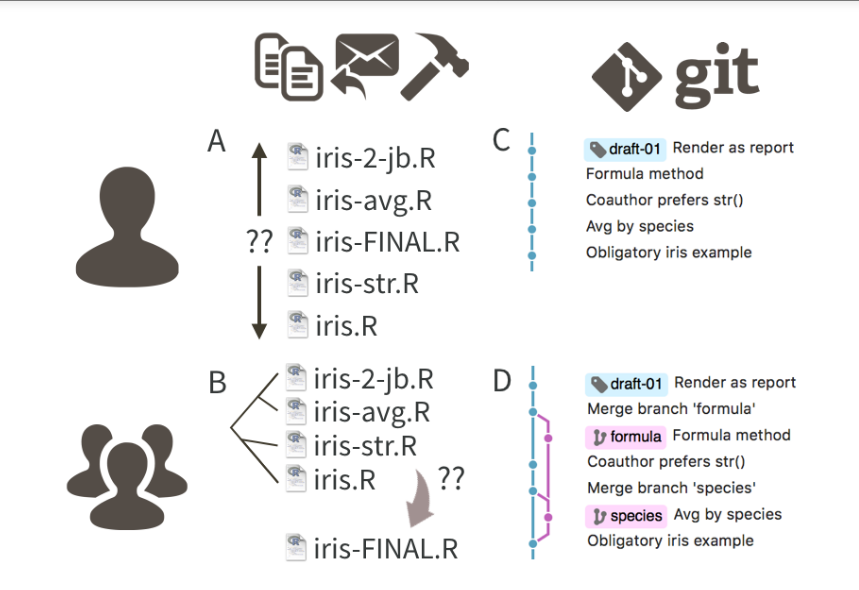 git
A
iris-2-jb.R
iris-avg.R
??
iris-FINAL.R
iris-str.R
iris.R
C
draft-01 Render as report
Formula method
Coauthor prefers str()
Avg by species
Obligatory iris example
B
iris-2-jb.R
iris-avg.R
iris-str.R
iris.R
??
iris-FINAL.R
D
draft-01 Render as report
Merge branch 'formula'
formula Formula method
Coauthor prefers str()
Merge branch 'species'
species Avg by species
Obligatory iris example